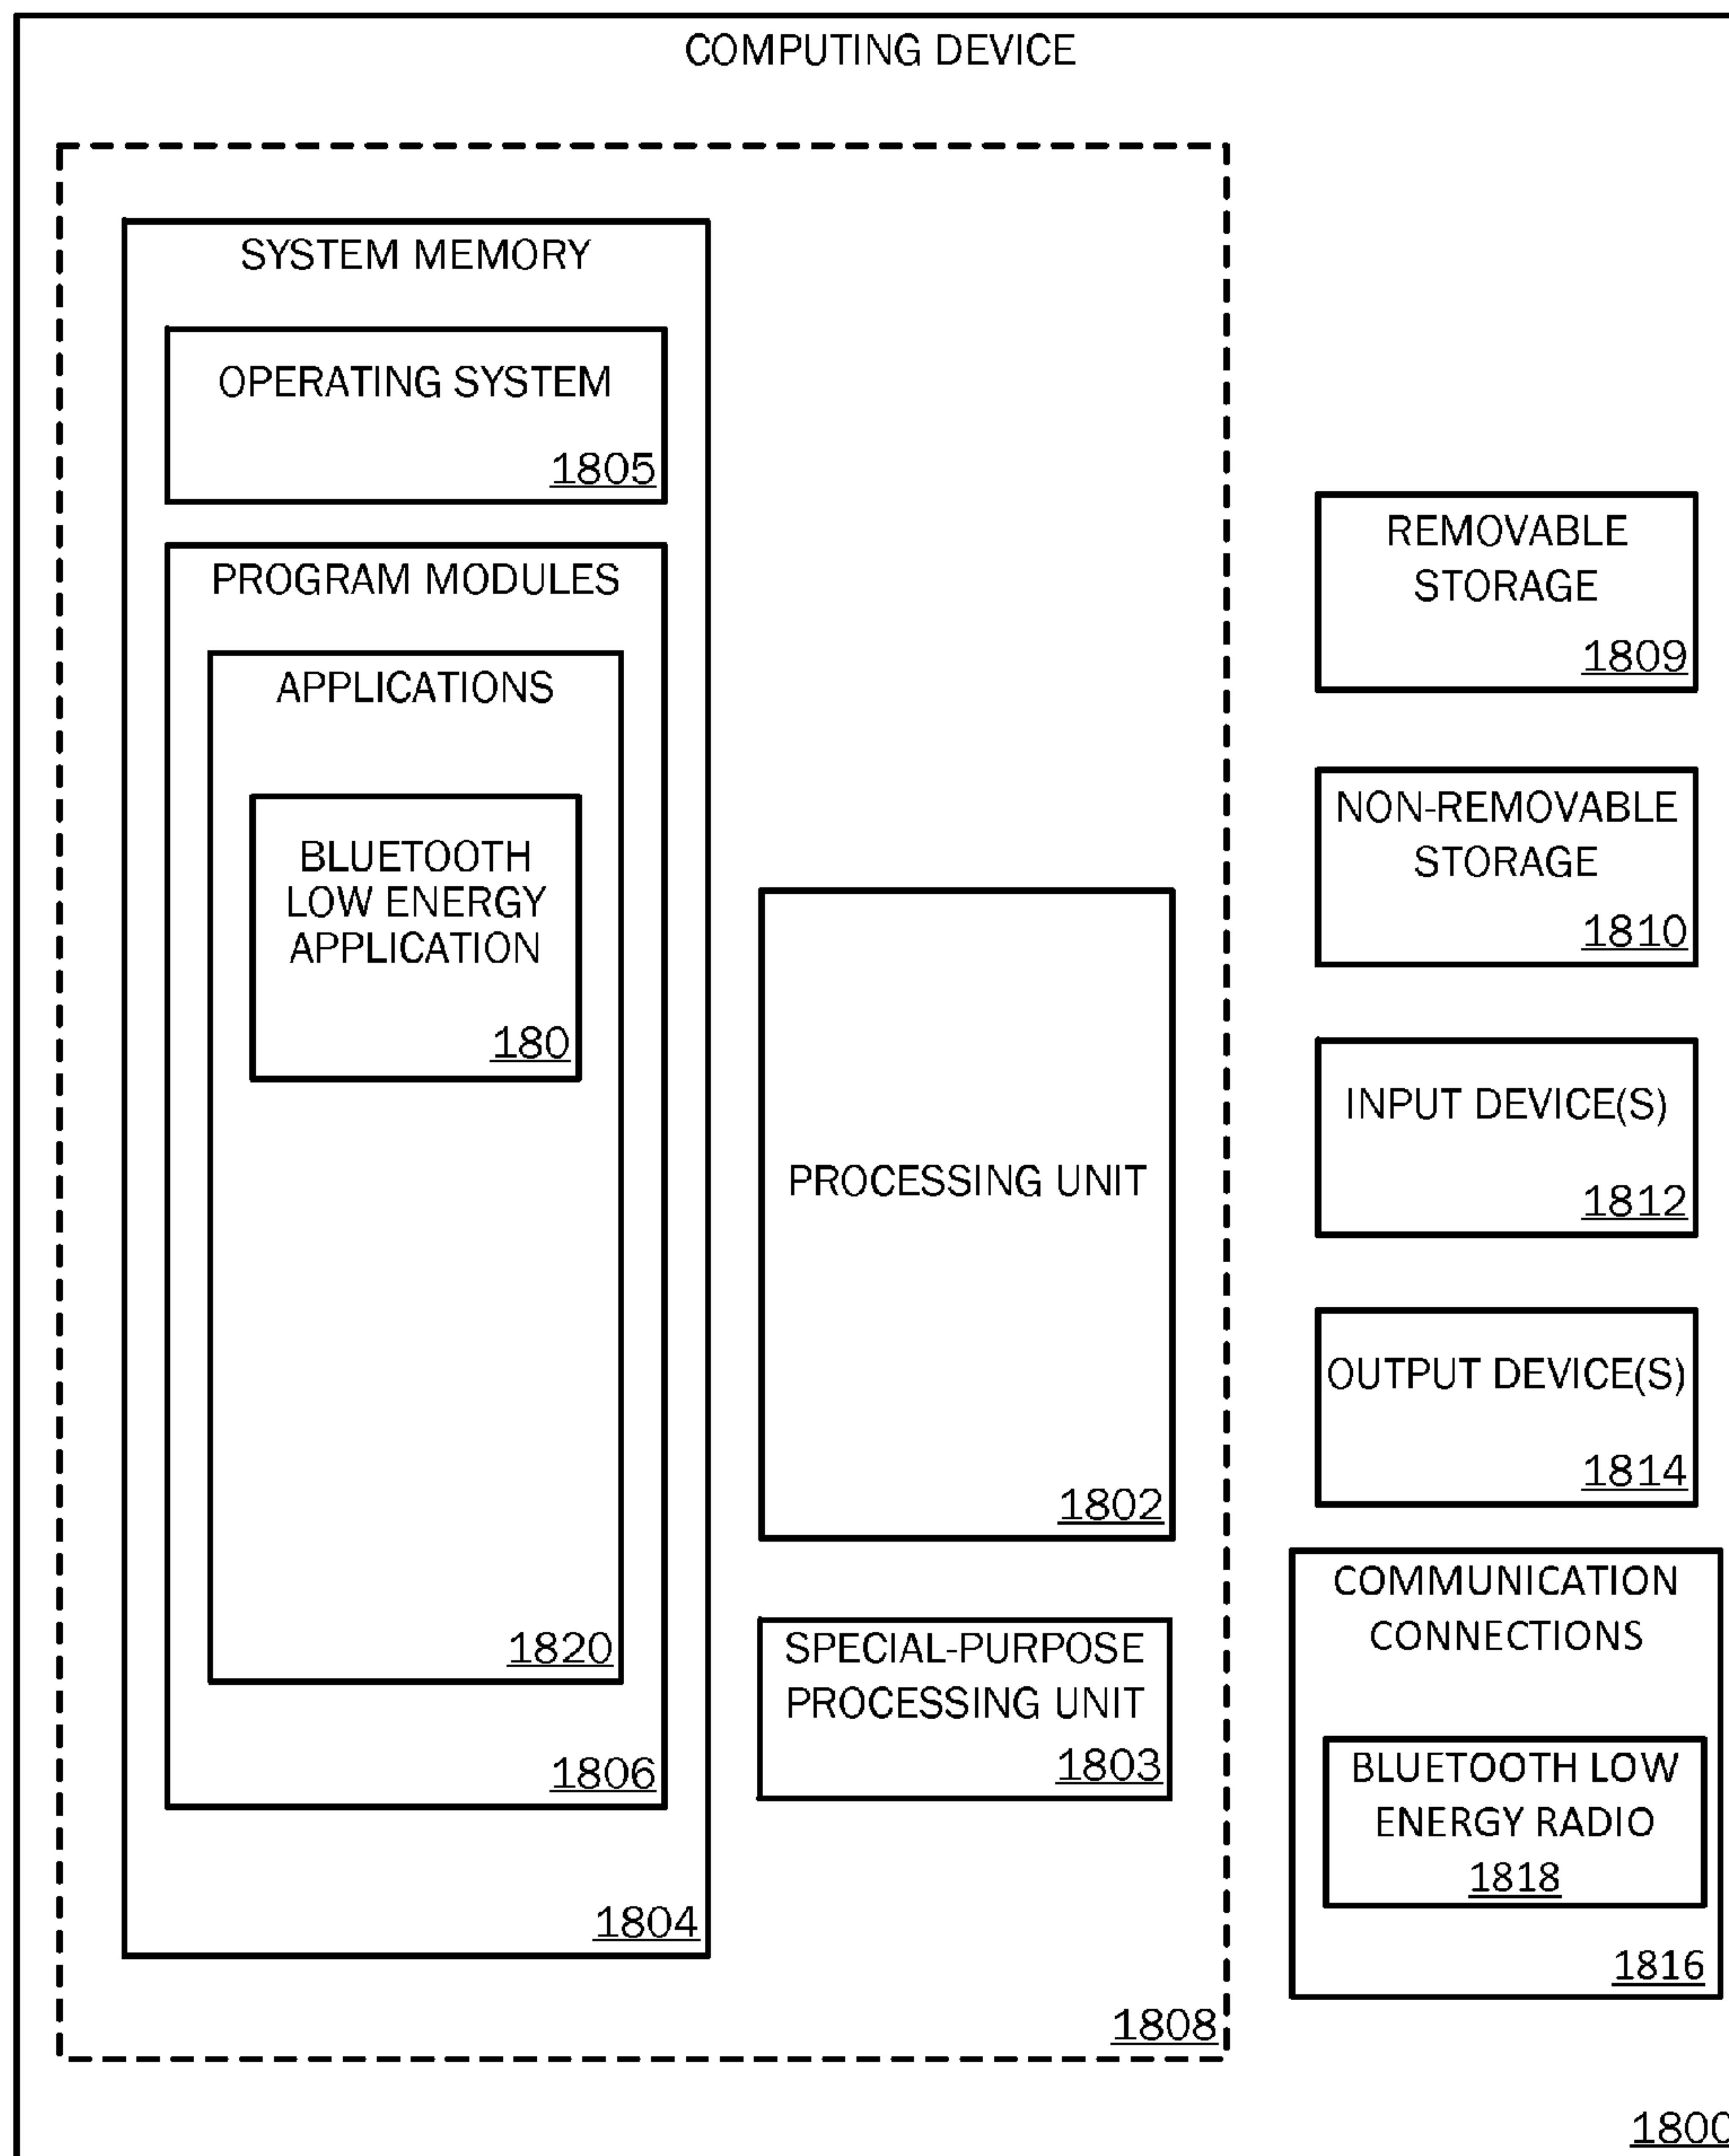 COMPUTING DEVICE
SYSTEM MEMORY
OPERATING SYSTEM
1805
PROGRAM MODULES
APPLICATIONS
BLUETOOTH
LOW ENERGY
APPLICATION
180
1820
1806
1804
PROCESSING UNIT
1802
SPECIAL-PURPOSE
PROCESSING UNIT
1803
1808
REMOVABLE
STORAGE
1809
NON-REMOVABLE
STORAGE
1810
INPUT DEVICE(S)
1812
OUTPUT DEVICE(S)
1814
COMMUNICATION
CONNECTIONS
BLUETOOTH LOW
ENERGY RADIO
1818
1816
1800